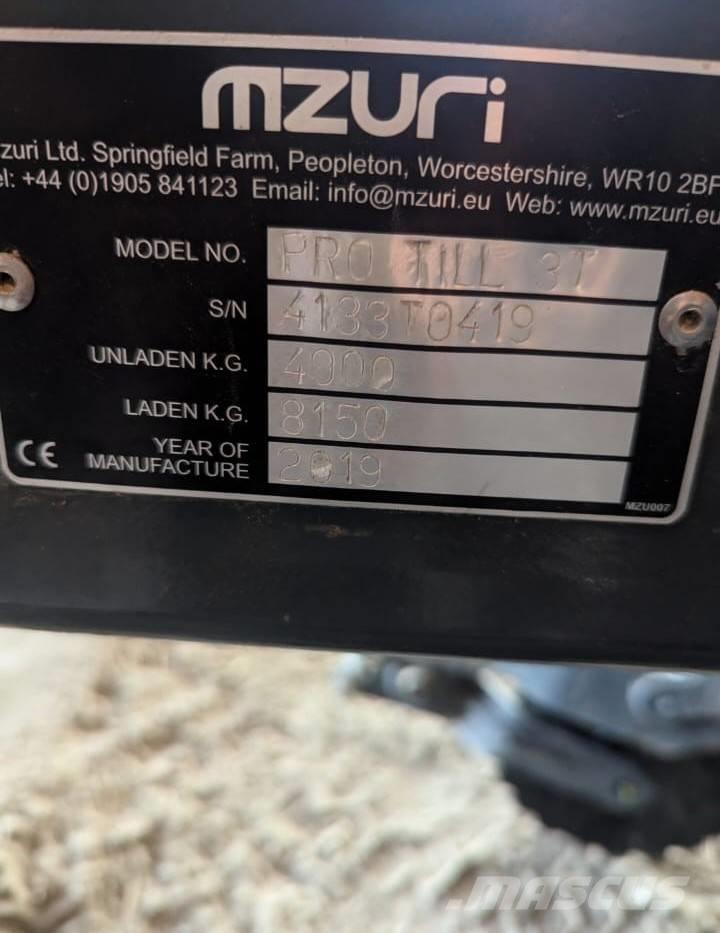 mzuri
zuri Ltd. Springfield Farm, Peopleton, Worcestershire, WR10 2BF
el: +44 (0)1905 841123 Email: info@mzuri.eu Web: www.mzuri.eu
MODEL NO. PRO TILL 3T
S/N 4133T0419
UNLADEN K.G. 4900
LADEN K.G. 8150
YEAR OF
MANUFACTURE 2019
CE
MZU007
MASCUS